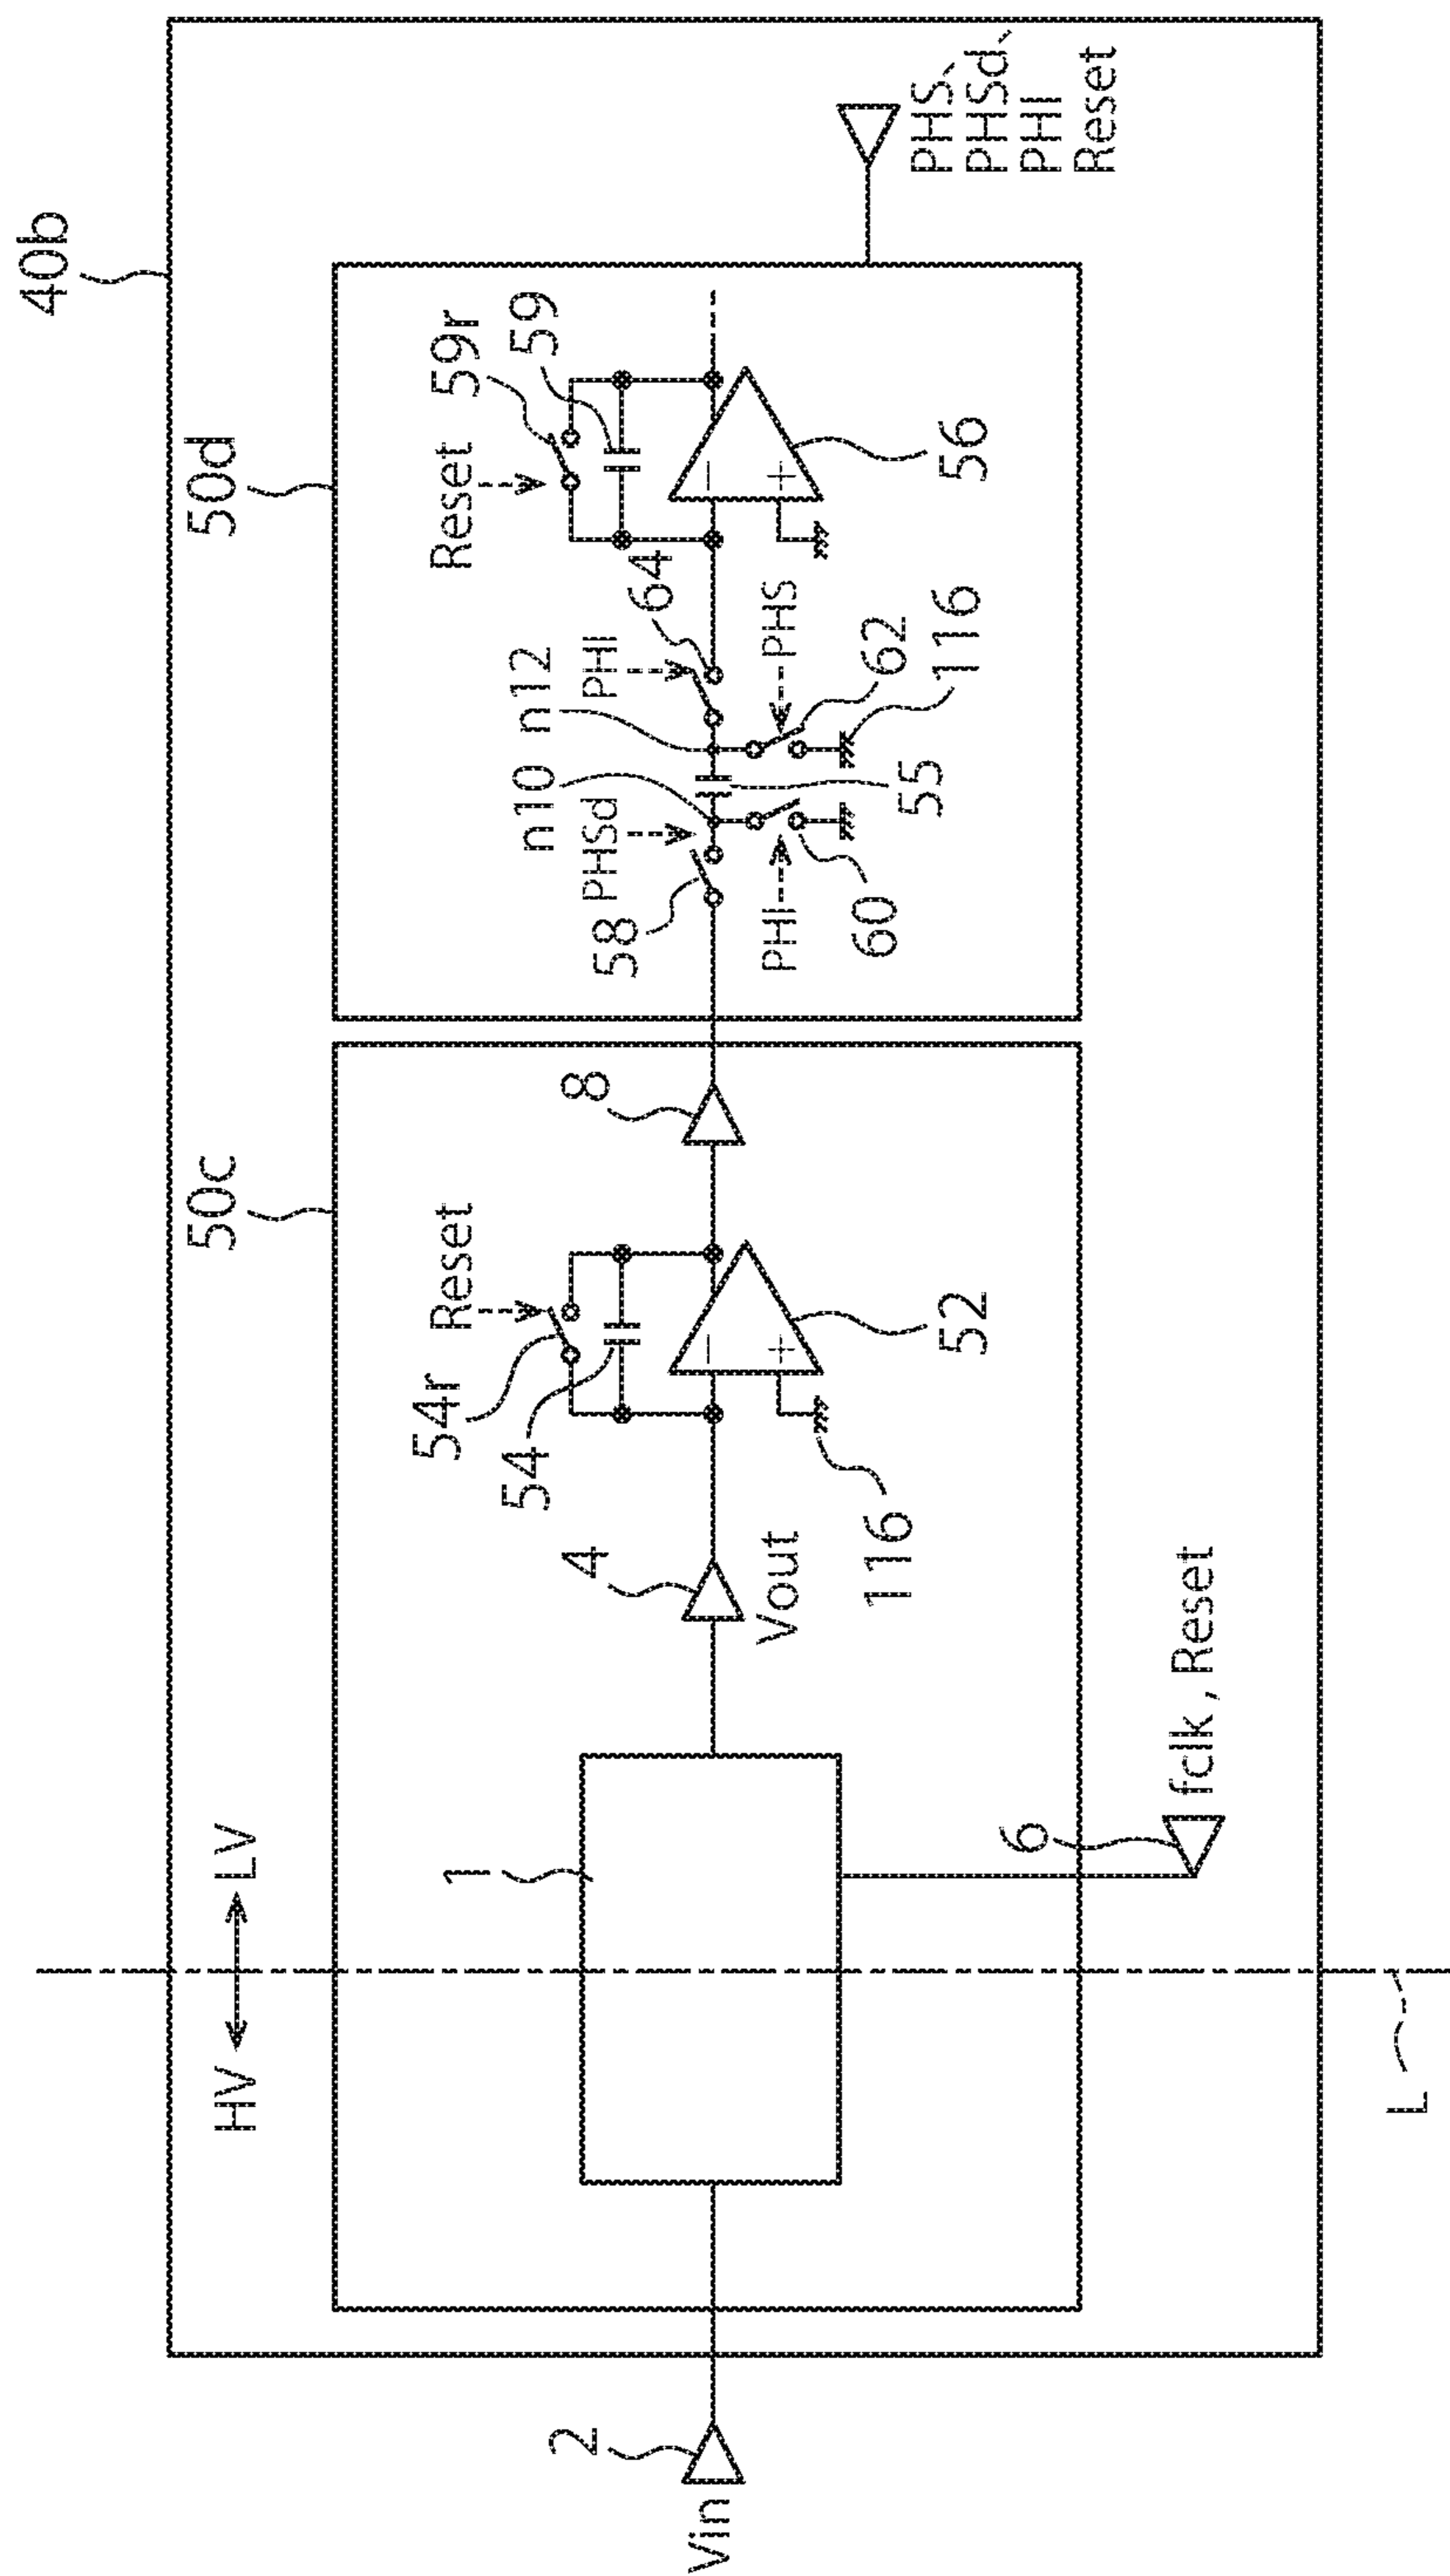 40b
HV
LV
50c
50d
Reset
54r
54
Reset
59r
59
1
4
8
n10
n12
58
PHSd
PHI
64
Vin
2
Vout
PHI
PHS
60
62
55
116
116
52
56
−
+
−
+
6
fclk , Reset
PHS、
PHSd、
PHI
Reset
L